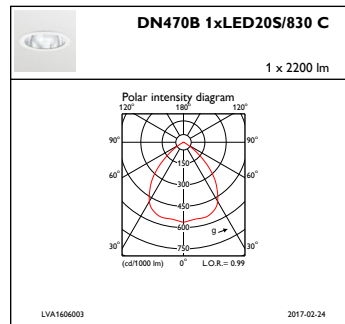 DN470B 1xLED20S/830 C
1 x 2200 lm
Polar intensity diagram
120° 180° 120°
90° 90°
150
60° 60°
300
450
600
g
750
30° 30°
(cd/1000 lm) 0° L.O.R.= 0.99
LVA1606003 2017-02-24